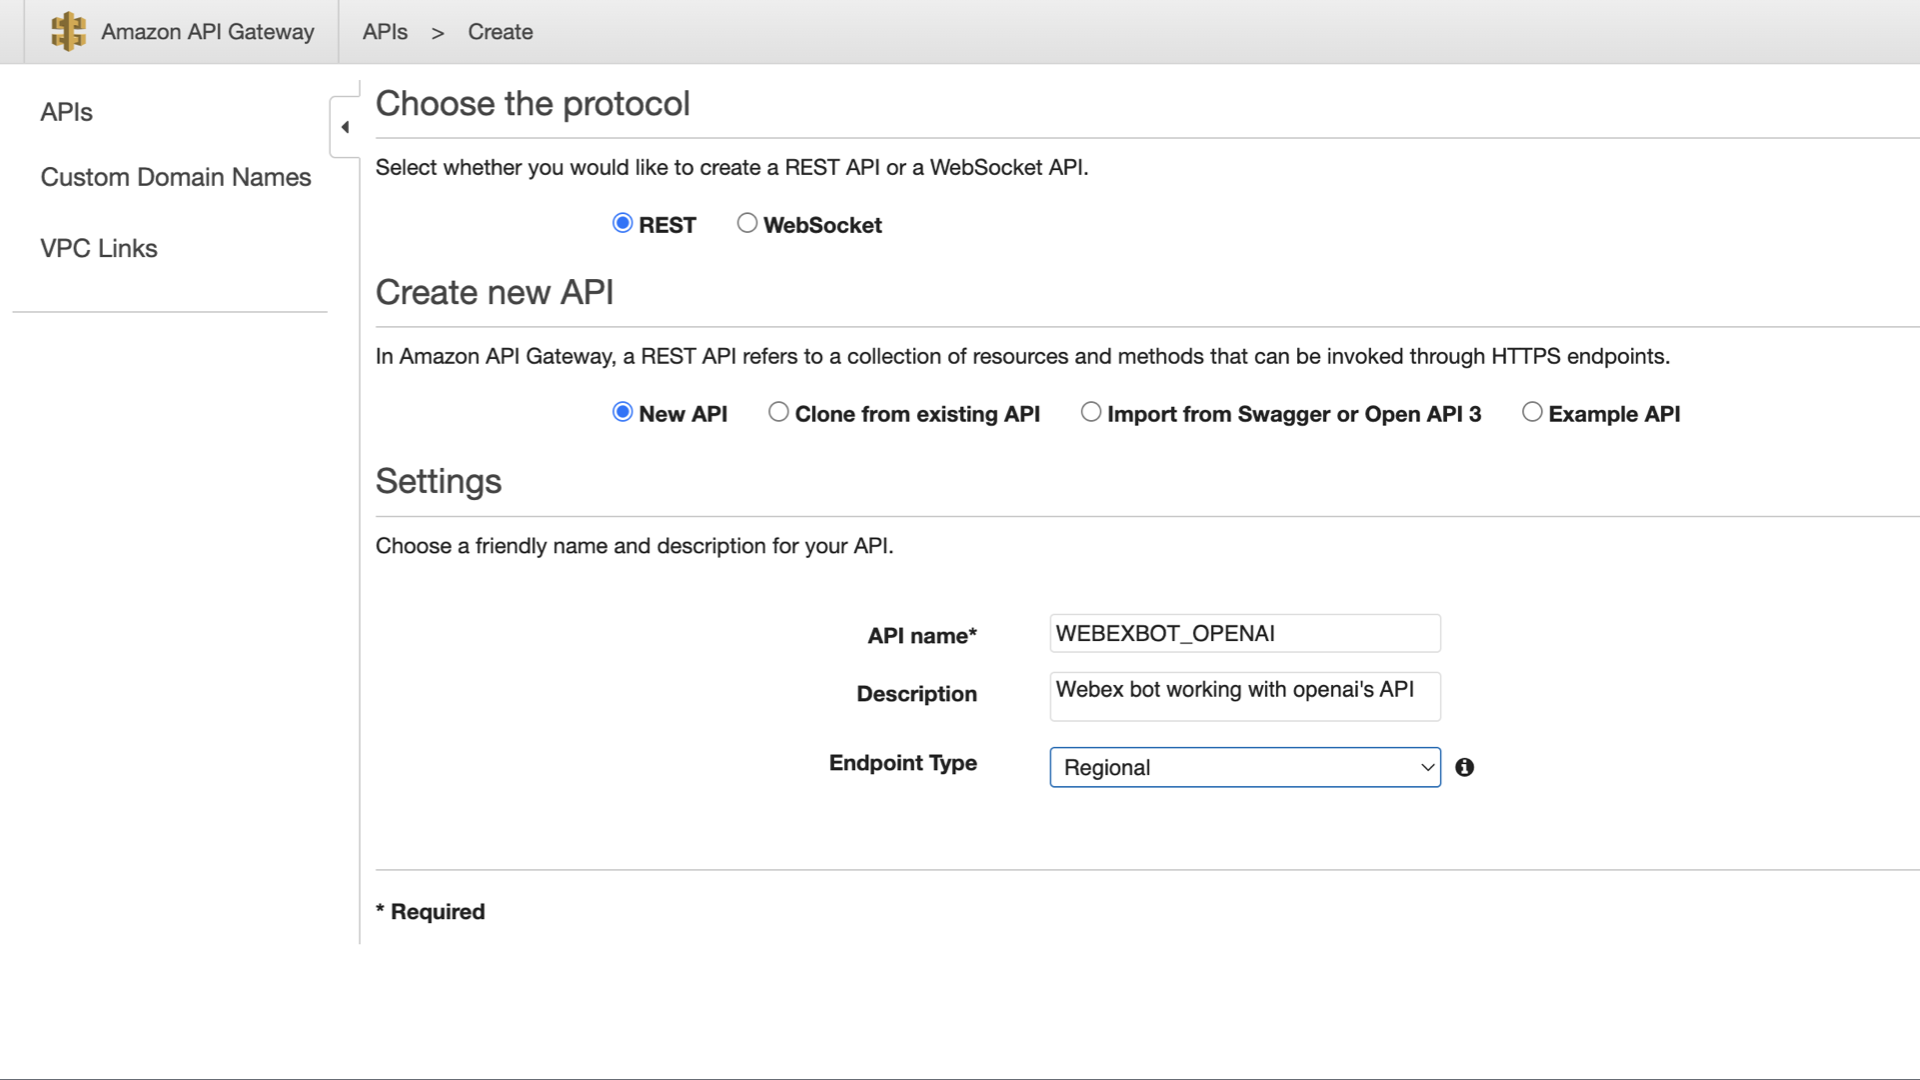 Amazon API Gateway
APIs > Create
APIs
Custom Domain Names
VPC Links
Choose the protocol
Select whether you would like to create a REST API or a WebSocket API.
REST WebSocket
Create new API
In Amazon API Gateway, a REST API refers to a collection of resources and methods that can be invoked through HTTPS endpoints.
New API Clone from existing API Import from Swagger or Open API 3 Example API
Settings
Choose a friendly name and description for your API.
API name* WEBEXBOT_OPENAI
Description Webex bot working with openai's API
Endpoint Type Regional
* Required